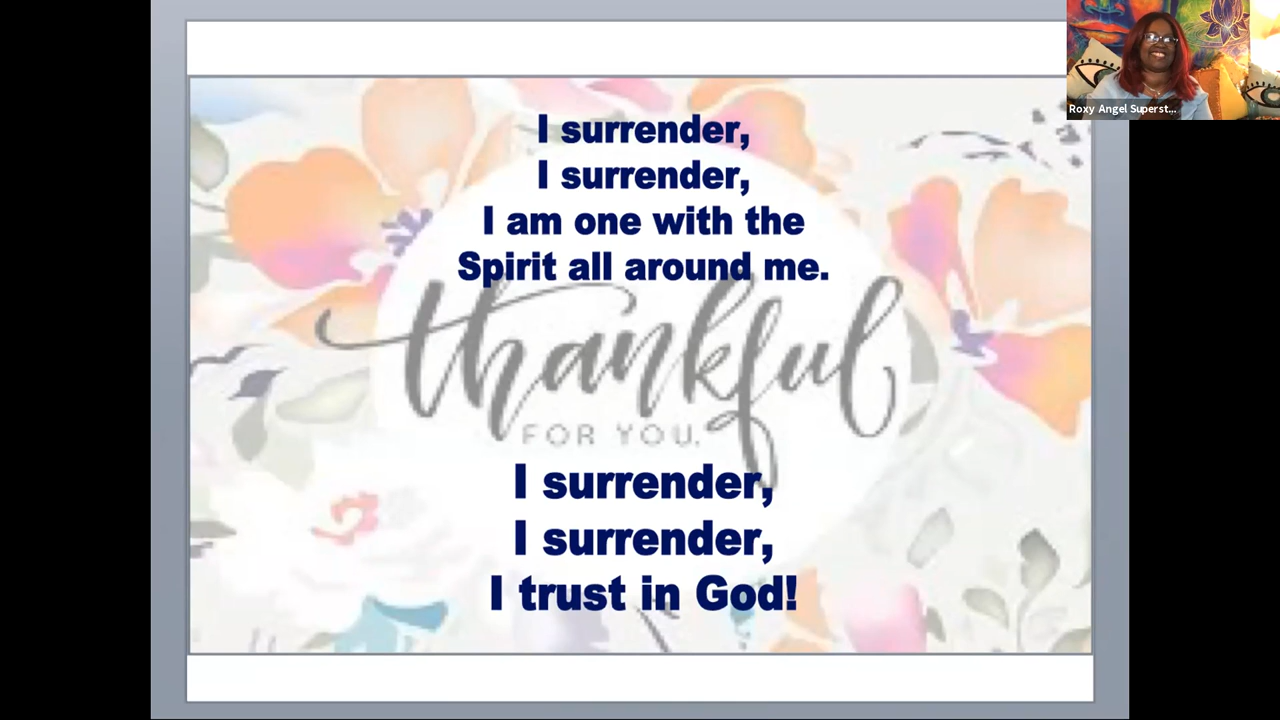 I surrender,
I surrender,
I am one with the
Spirit all around me.
thankful
FOR YOU.
I surrender,
I surrender,
I trust in God!
Roxy Angel Superst...